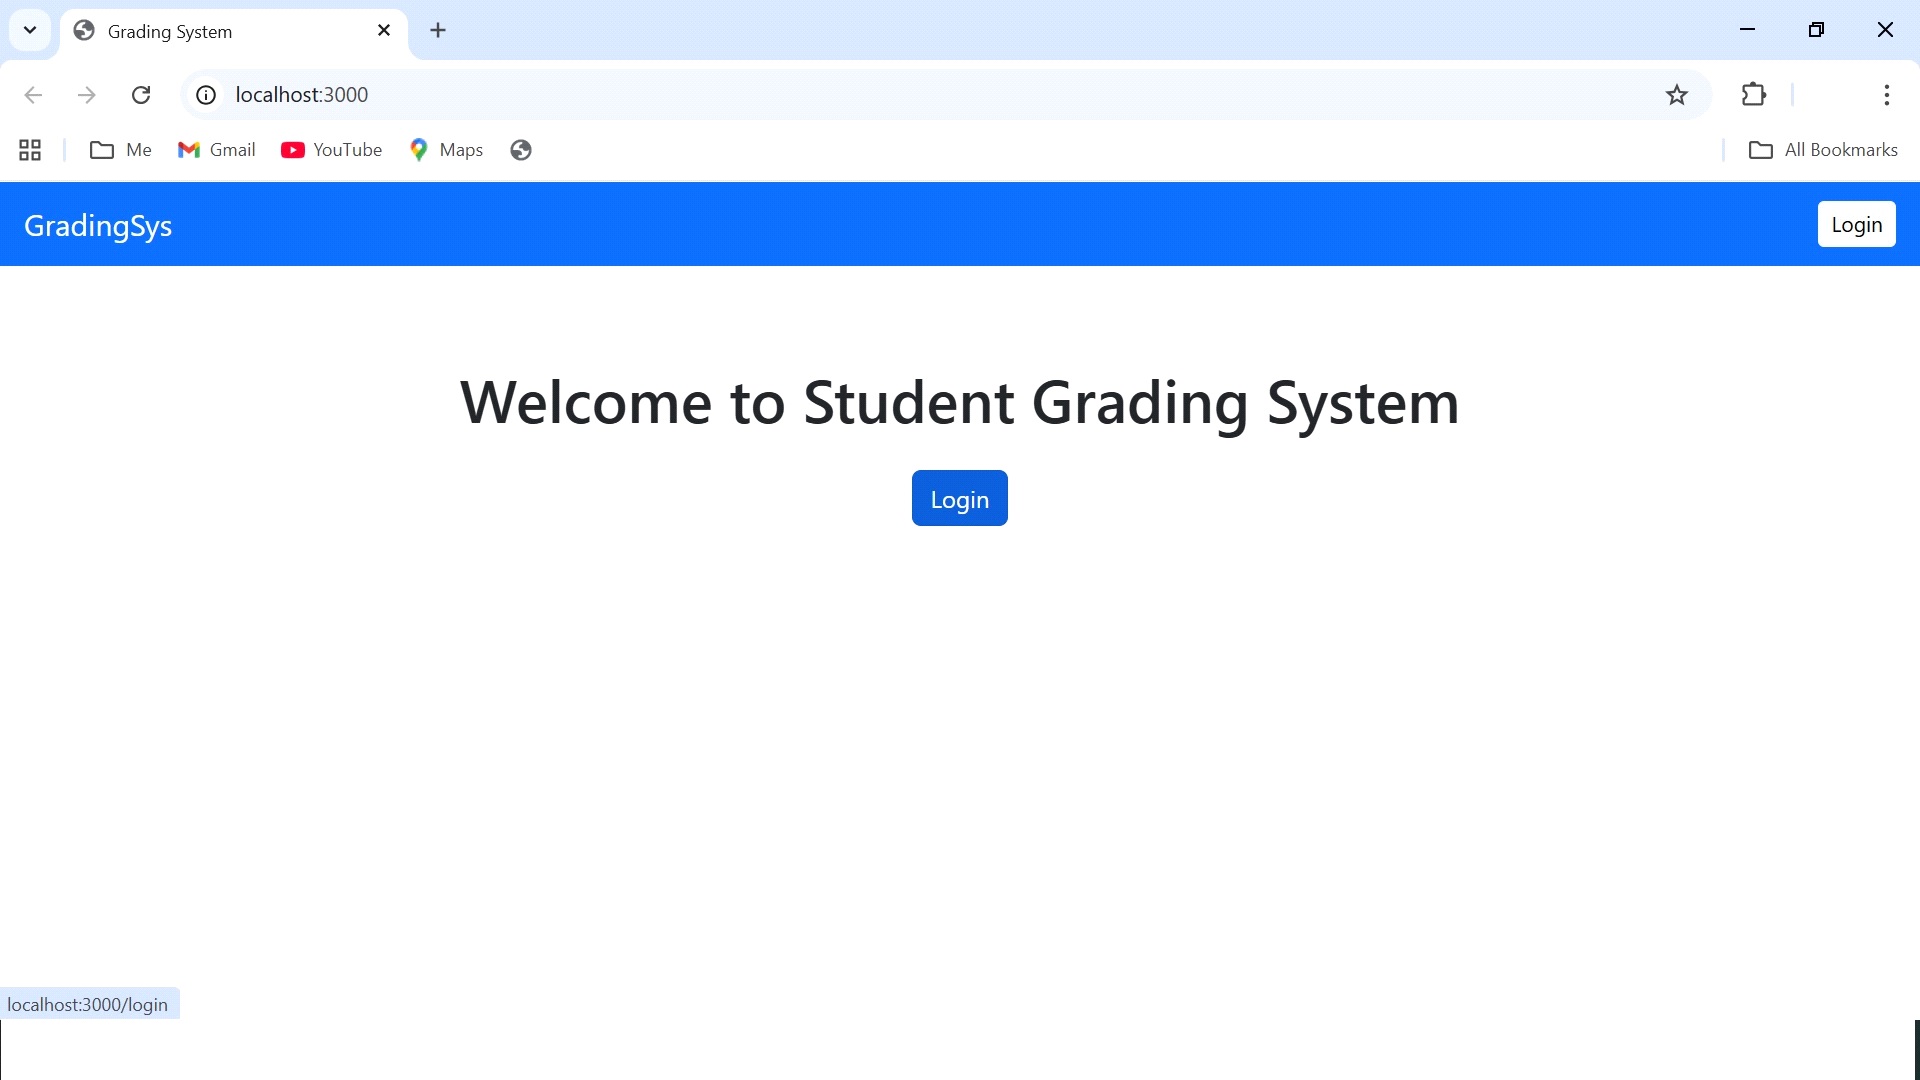 Grading System
localhost:3000
Me
Gmail
YouTube
Maps
All Bookmarks
GradingSys
Login
Welcome to Student Grading System
Login
localhost:3000/login